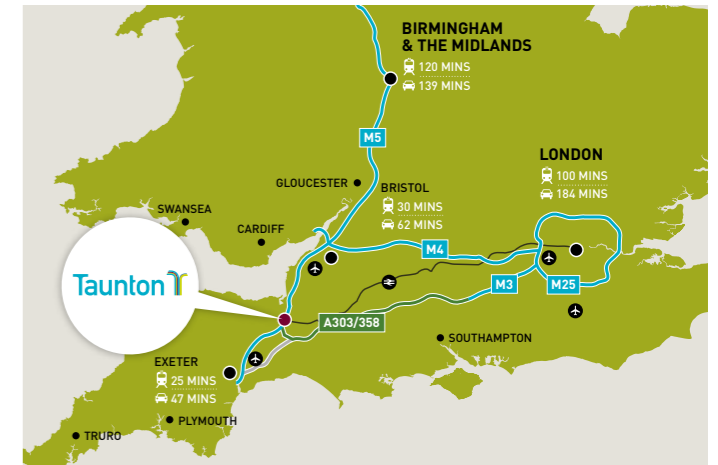 BIRMINGHAM
& THE MIDLANDS
120 MINS
139 MINS
M5
LONDON
100 MINS
184 MINS
GLOUCESTER
BRISTOL
30 MINS
62 MINS
SWANSEA
CARDIFF
M4
Taunton
M3
M25
A303/358
SOUTHAMPTON
EXETER
25 MINS
47 MINS
PLYMOUTH
TRURO